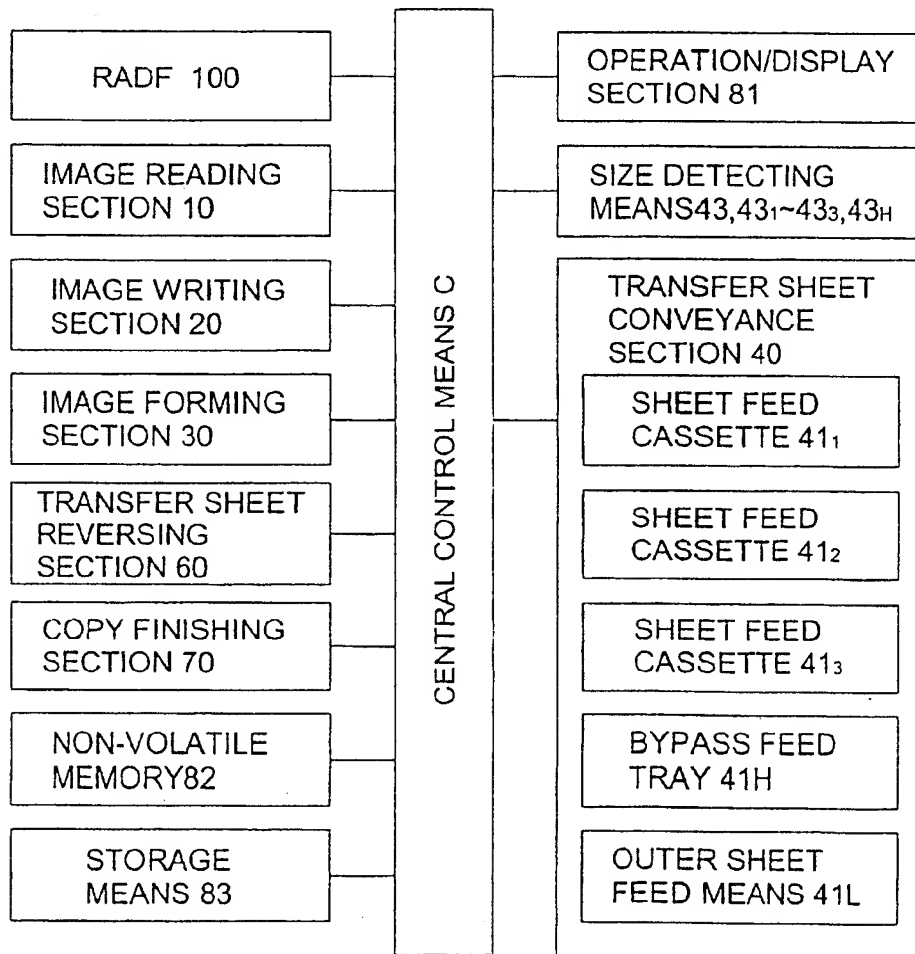 RADF 100
IMAGE READING
SECTION 10
IMAGE WRITING
SECTION 20
IMAGE FORMING
SECTION 30
TRANSFER SHEET
REVERSING
SECTION 60
COPY FINISHING
SECTION 70
NON-VOLATILE
MEMORY82
STORAGE
MEANS 83
CENTRAL CONTROL MEANS C
OPERATION/DISPLAY
SECTION 81
SIZE DETECTING
MEANS43,43₁~43₃,43H
TRANSFER SHEET
CONVEYANCE
SECTION 40
SHEET FEED
CASSETTE 41₁
SHEET FEED
CASSETTE 41₂
SHEET FEED
CASSETTE 41₃
BYPASS FEED
TRAY 41H
OUTER SHEET
FEED MEANS 41L